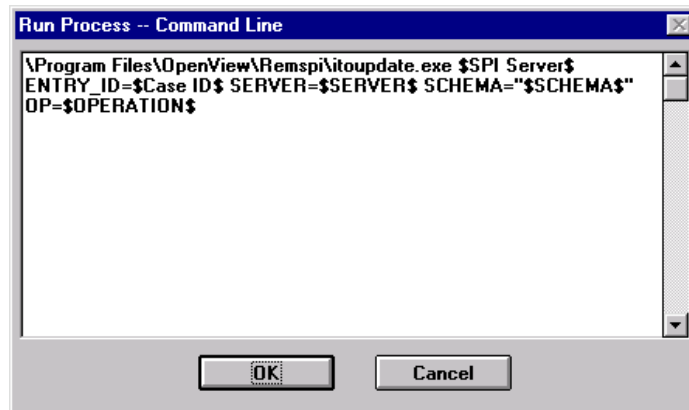 Run Process -- Command Line
\Program Files\OpenView\Remspi\itoupdate.exe $SPI Server$
ENTRY_ID=$Case ID$ SERVER=$SERVER$ SCHEMA="$SCHEMA$"
OP=$OPERATION$
OK
Cancel